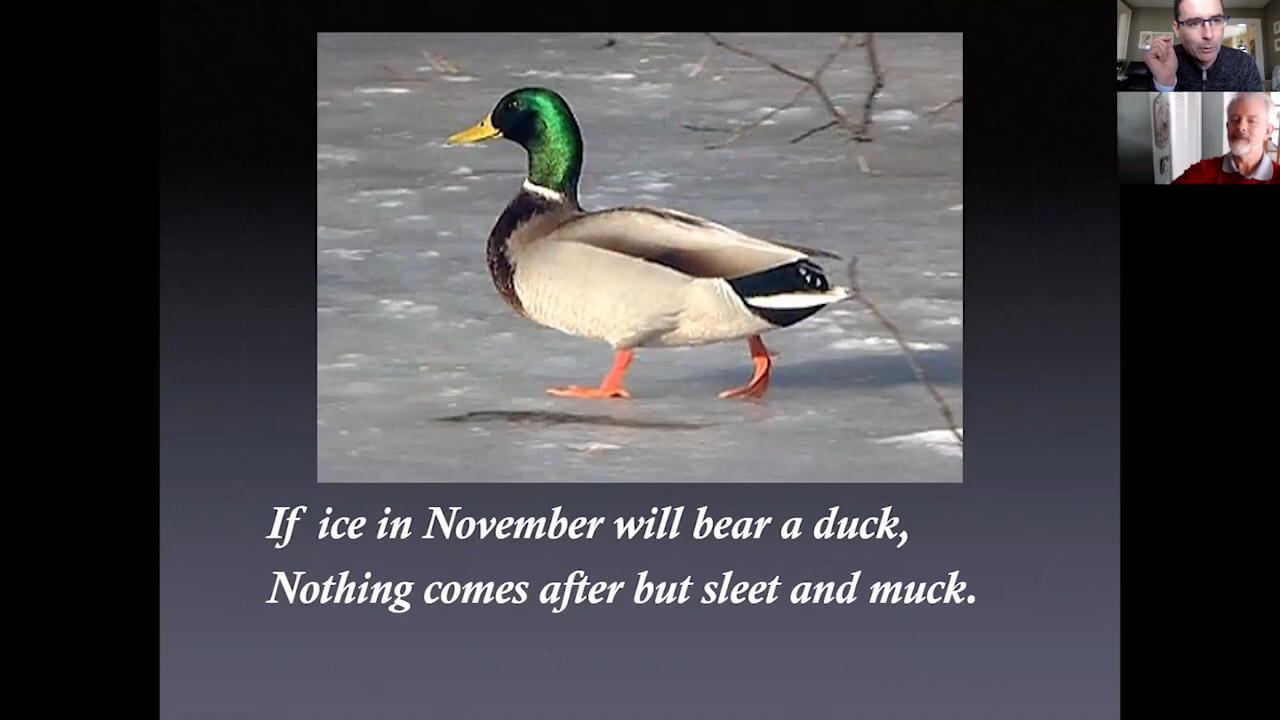 If ice in November will bear a duck,
Nothing comes after but sleet and muck.